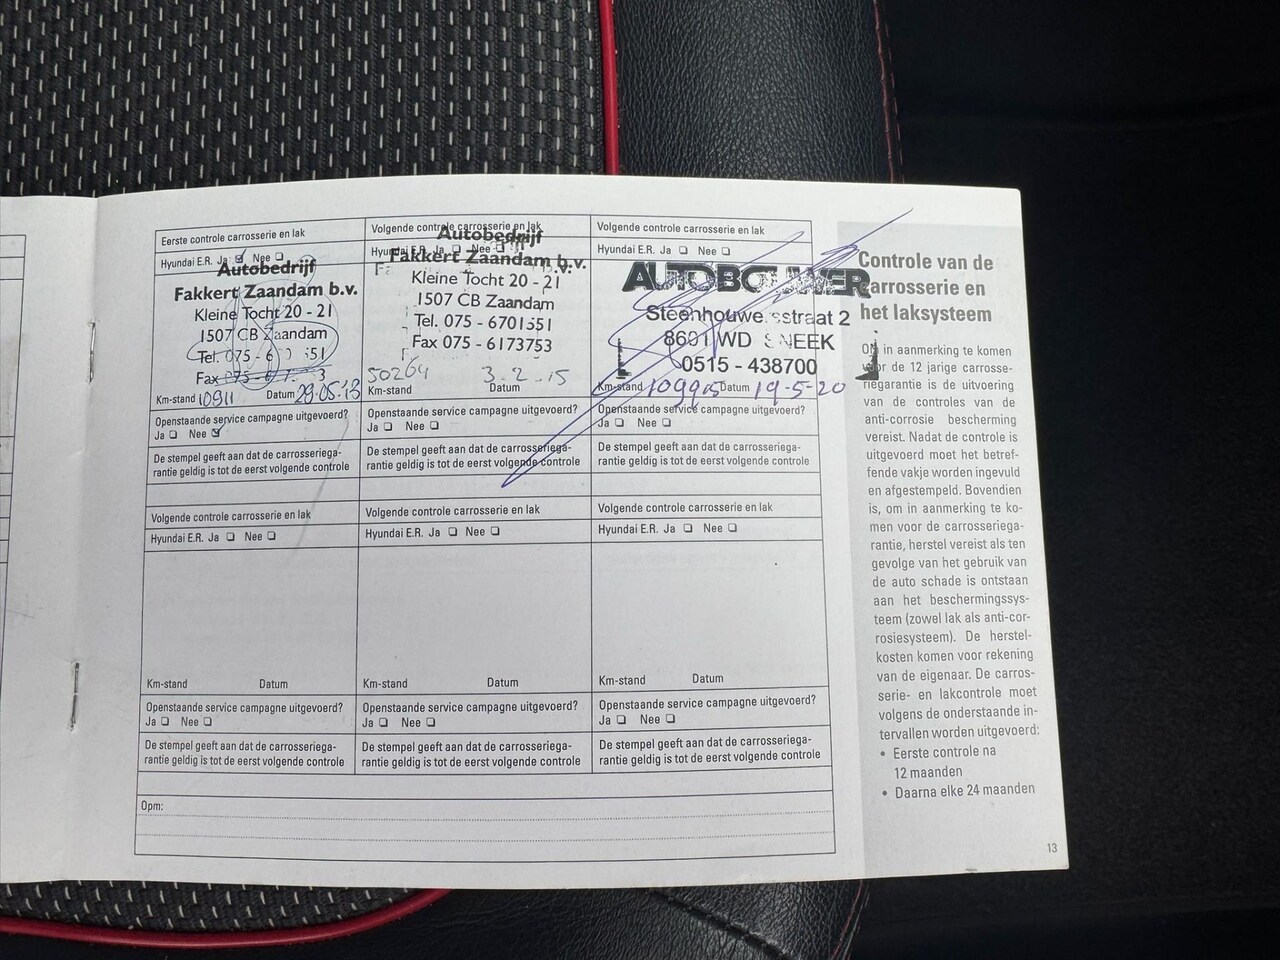 Eerste controle carrosserie en lak
Hyundai E.R. Ja ❏ Nee ❏
Autobedrijf
Fakkert Zaandam b.v.
Kleine Tocht 20 - 21
1507 CB Zaandam
Tel. 075 - 6 51
Fax 075 - 3
Km-stand 10911 Datum 29.05.13
Openstaande service campagne uitgevoerd?
Ja ❏ Nee ❏
De stempel geeft aan dat de carrosseriega-
rantie geldig is tot de eerst volgende controle
Volgende controle carrosserie en lak
Hyundai E.R. Ja ❏ Nee ❏
Autobedrijf
Fakkert Zaandam b.v.
Kleine Tocht 20 - 21
1507 CB Zaandam
Tel. 075 - 6701351
Fax 075 - 6173753
50264 3-2-15
Km-stand Datum
Openstaande service campagne uitgevoerd?
Ja ❏ Nee ❏
De stempel geeft aan dat de carrosseriega-
rantie geldig is tot de eerst volgende controle
Volgende controle carrosserie en lak
Hyundai E.R. Ja ❏ Nee ❏
AUTOBOUWER
Steenhouwersstraat 2
8601 WD SNEEK
0515 - 438700
Km-stand Datum 19-5-20
Openstaande service campagne uitgevoerd?
Ja ❏ Nee ❏
De stempel geeft aan dat de carrosseriega-
rantie geldig is tot de eerst volgende controle
Volgende controle carrosserie en lak
Hyundai E.R. Ja ❏ Nee ❏
Km-stand Datum
Openstaande service campagne uitgevoerd?
Ja ❏ Nee ❏
De stempel geeft aan dat de carrosseriega-
rantie geldig is tot de eerst volgende controle
Volgende controle carrosserie en lak
Hyundai E.R. Ja ❏ Nee ❏
Km-stand Datum
Openstaande service campagne uitgevoerd?
Ja ❏ Nee ❏
De stempel geeft aan dat de carrosseriega-
rantie geldig is tot de eerst volgende controle
Volgende controle carrosserie en lak
Hyundai E.R. Ja ❏ Nee ❏
Km-stand Datum
Openstaande service campagne uitgevoerd?
Ja ❏ Nee ❏
De stempel geeft aan dat de carrosseriega-
rantie geldig is tot de eerst volgende controle
Opm:
Controle van de
carrosserie en
het laksysteem
Om in aanmerking te komen
voor de 12 jarige carrosse-
riegarantie is de uitvoering
van de controles van de
anti-corrosie bescherming
vereist. Nadat de controle is
uitgevoerd moet het betref-
fende vakje worden ingevuld
en afgestempeld. Bovendien
is, om in aanmerking te ko-
men voor de carrosseriega-
rantie, herstel vereist als ten
gevolge van het gebruik van
de auto schade is ontstaan
aan het beschermingssys-
teem (zowel lak als anti-cor-
rosiesysteem). De herstel-
kosten komen voor rekening
van de eigenaar. De carros-
serie- en lakcontrole moet
volgens de onderstaande in-
tervallen worden uitgevoerd:
• Eerste controle na
12 maanden
• Daarna elke 24 maanden
13